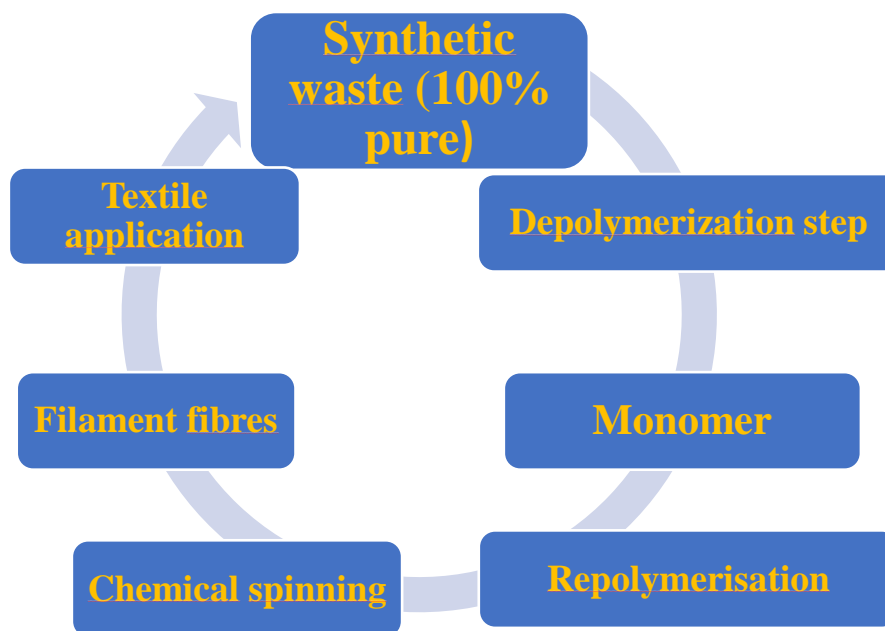 Synthetic
waste (100%
pure)
Depolymerization step
Monomer
Repolymerisation
Chemical spinning
Filament fibres
Textile
application